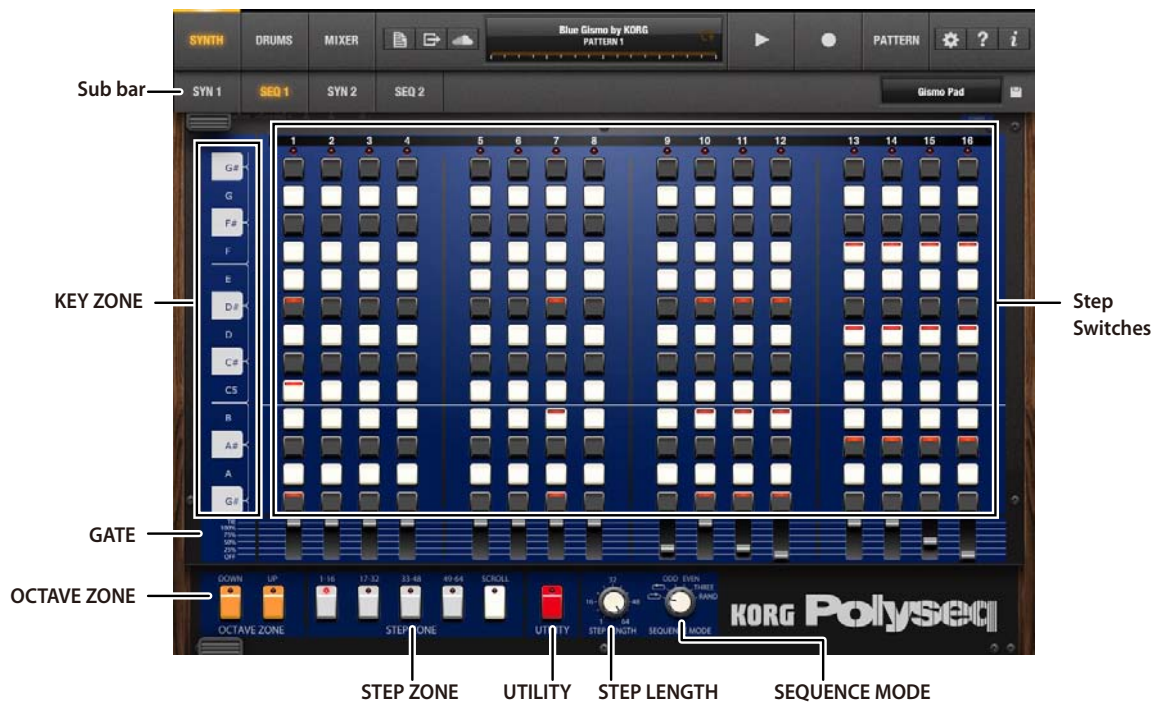 SYNTH DRUMS MIXER Blue Gismo by KORG PATTERN
PATTERN 1
Sub bar
SYN 1 SEQ 1 SYN 2 SEQ 2 Gismo Pad
1 2 3 4 5 6 7 8 9 10 11 12 13 14 15 16
G#
G
F#
F
E
KEY ZONE
D#
Step
Switches
D
C#
C5
B
A#
A
G#
TIE
100%
75%
50%
25%
OFF
GATE
DOWN UP 1-16 17-32 33-48 49-64 SCROLL 32 ODD EVEN
THREE
RAND
16 48
1 64
OCTAVE ZONE
OCTAVE ZONE STEP ZONE UTILITY STEP LENGTH SEQUENCE MODE
KORG Polyseq
STEP ZONE UTILITY STEP LENGTH SEQUENCE MODE